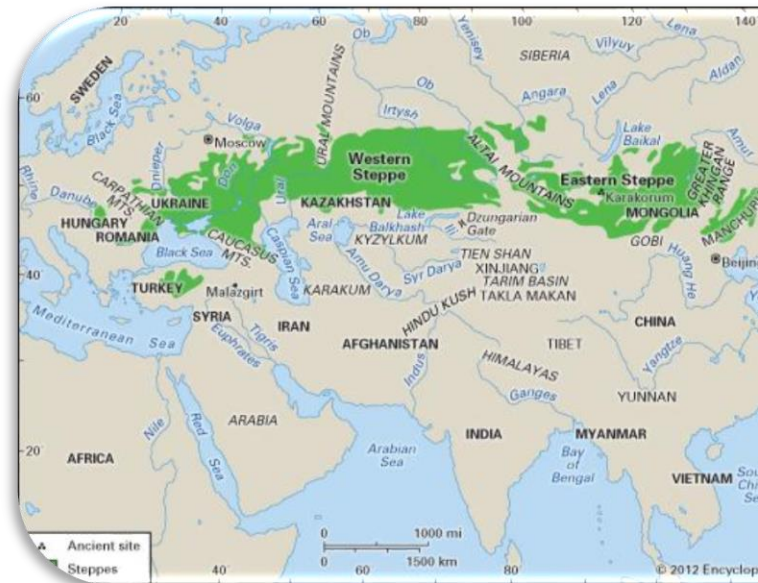 20
40
60
80
100
120
140
60
40
20
Ob
Yenisey
Lena
Vilyuy
SIBERIA
Aldan
SWEDEN
Black Sea
Volga
Moscow
URAL MOUNTAINS
Ob
Irtysh
Angara
Lena
Lake
Baikal
Amur
Rhine
Dnieper
Don
Ural
Western
Steppe
ALTAI MOUNTAINS
Eastern Steppe
Karakorum
GREATER
KHINGAN
RANGE
CARPATHIAN
MTS.
Danube
UKRAINE
KAZAKHSTAN
MONGOLIA
MANCHURI
HUNGARY
ROMANIA
CAUCASUS
MTS.
Aral
Sea
Lake
Balkhash
Ili
Dzungarian
Gate
KYZYLKUM
GOBI
Black Sea
Caspian Sea
Amu Darya
Syr Darya
TIEN SHAN
XINJIANG
TARIM BASIN
TAKLA MAKAN
Huang He
Beijing
TURKEY
Malazgirt
KARAKUM
HINDU KUSH
Mediterranean Sea
SYRIA
Tigris
Euphrates
IRAN
AFGHANISTAN
Indus
TIBET
CHINA
Yangtze
HIMALAYAS
Ganges
YUNNAN
Nile
Red
Sea
ARABIA
Arabian
Sea
INDIA
MYANMAR
Bay
of
Bengal
VIETNAM
AFRICA
Sou
Chi
Se
0
1000 mi
0
1500 km
Ancient site
Steppes
40
60
80
© 2012 Encyclop